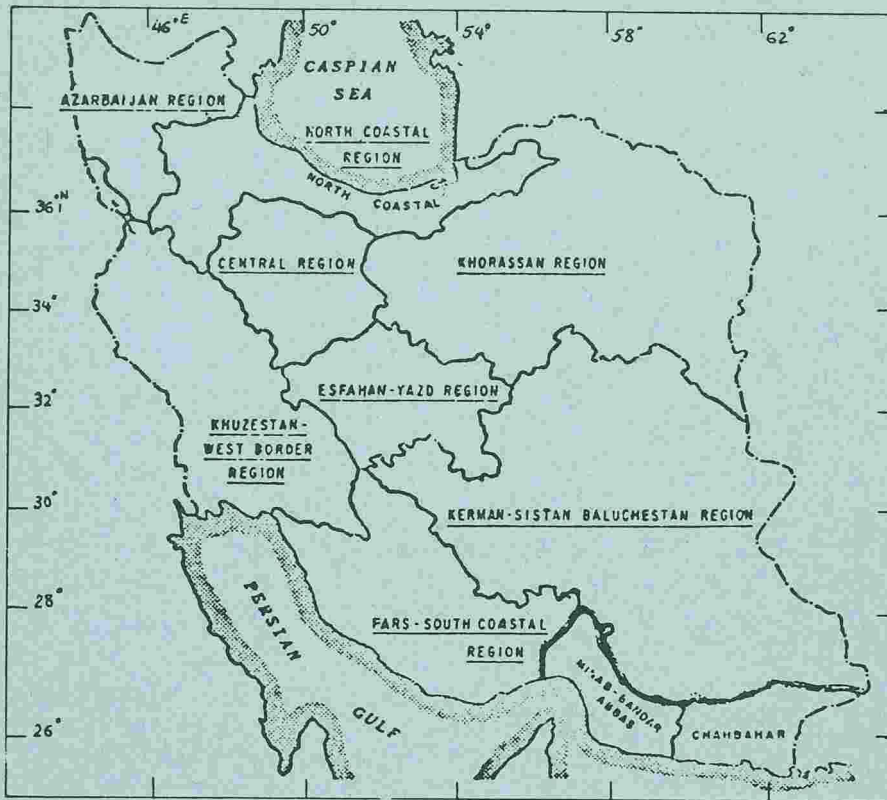 46°E
50°
54°
58°
62°
CASPIAN
SEA
AZARBAIJAN REGION
NORTH COASTAL
REGION
NORTH COASTAL
36°N
CENTRAL REGION
KHORASSAN REGION
34°
ESFAHAN-YAZD REGION
32°
KHUZESTAN-
WEST BORDER
REGION
30°
KERMAN-SISTAN BALUCHESTAN REGION
28°
PERSIAN GULF
FARS-SOUTH COASTAL
REGION
MINAB-BANDAR
ABBAS
CHAHBAHAR
26°